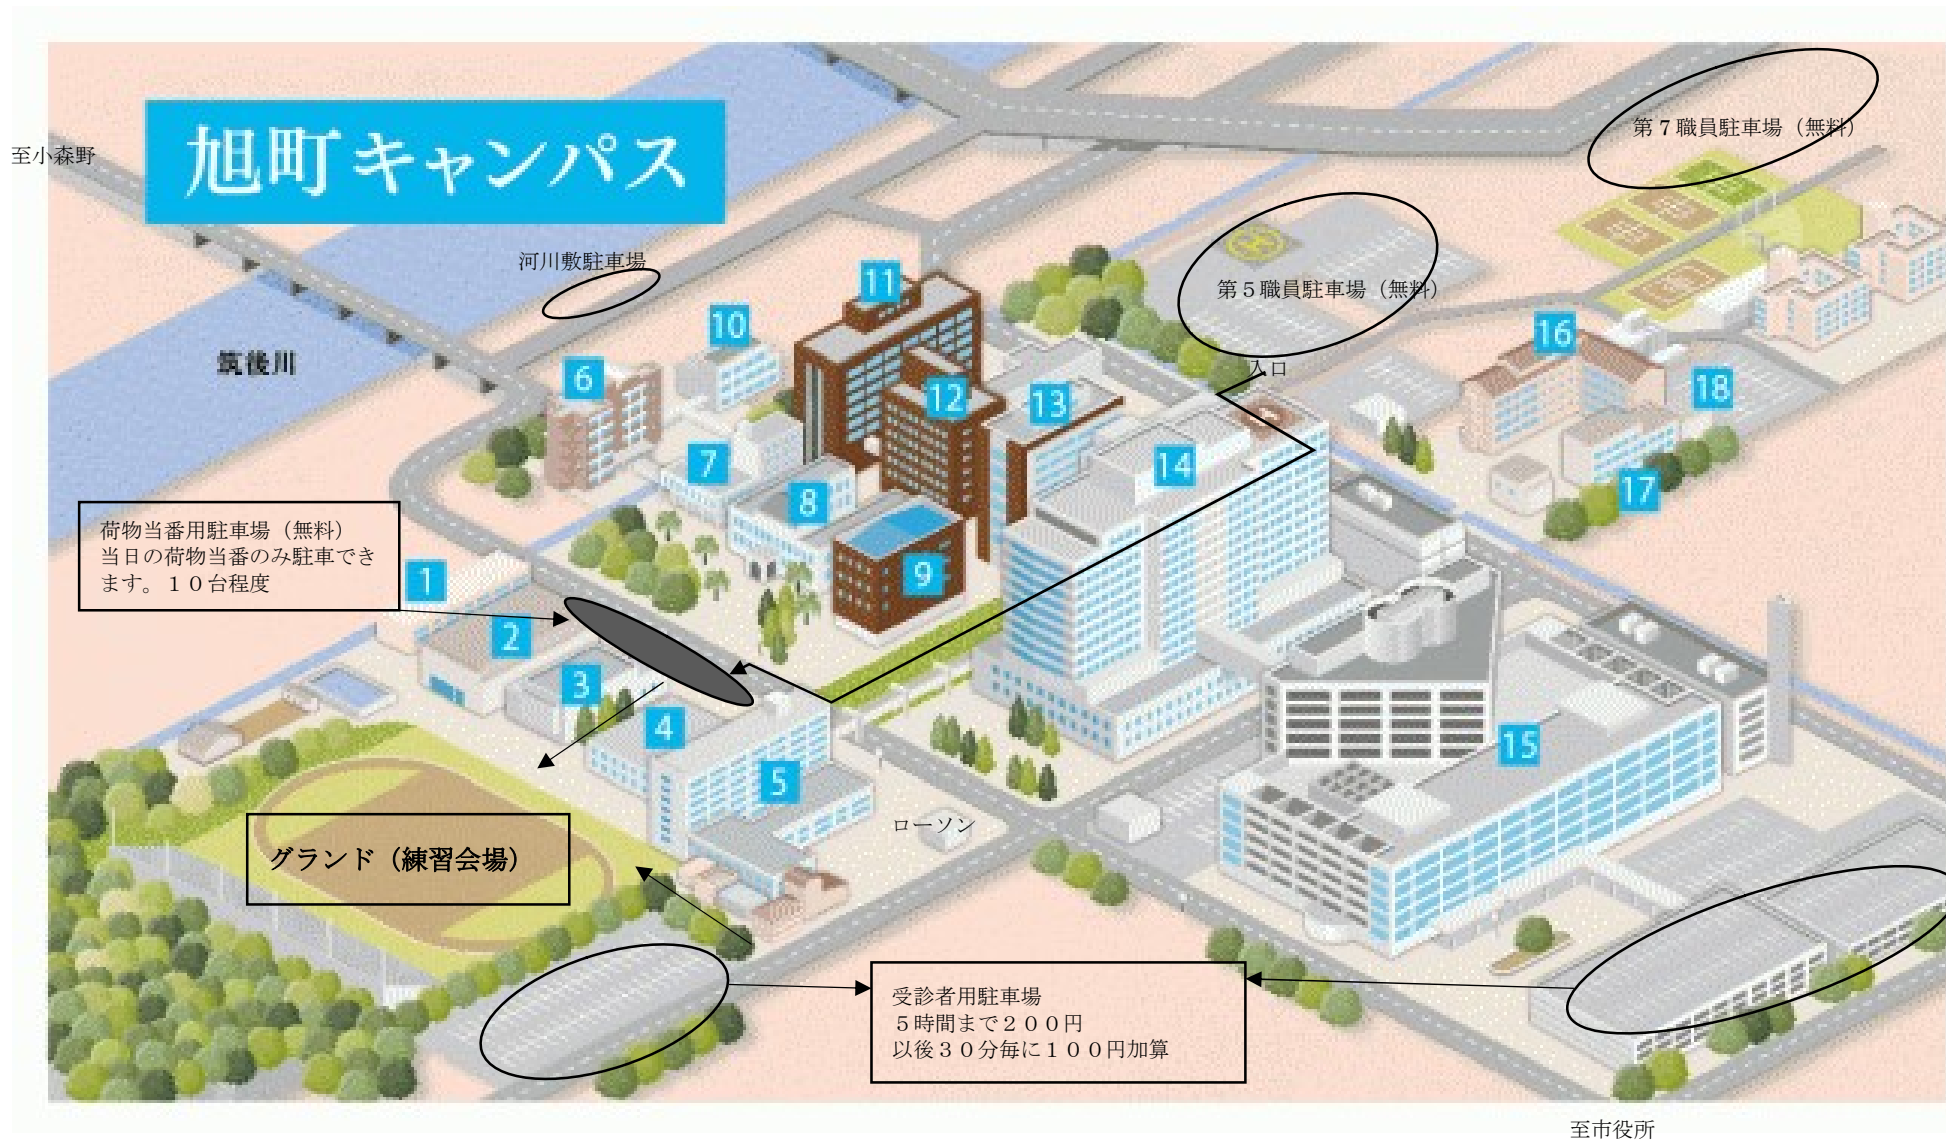 旭町キャンパス
至小森野
第７職員駐車場（無料）
河川敷駐車場
第５職員駐車場（無料）
入口
筑後川
11
10
6
12
13
16
18
7
8
14
17
9
荷物当番用駐車場（無料）
当日の荷物当番のみ駐車でき
ます。１０台程度
1
2
3
4
5
15
ローソン
グランド（練習会場）
受診者用駐車場
５時間まで２００円
以後３０分毎に１００円加算
至市役所